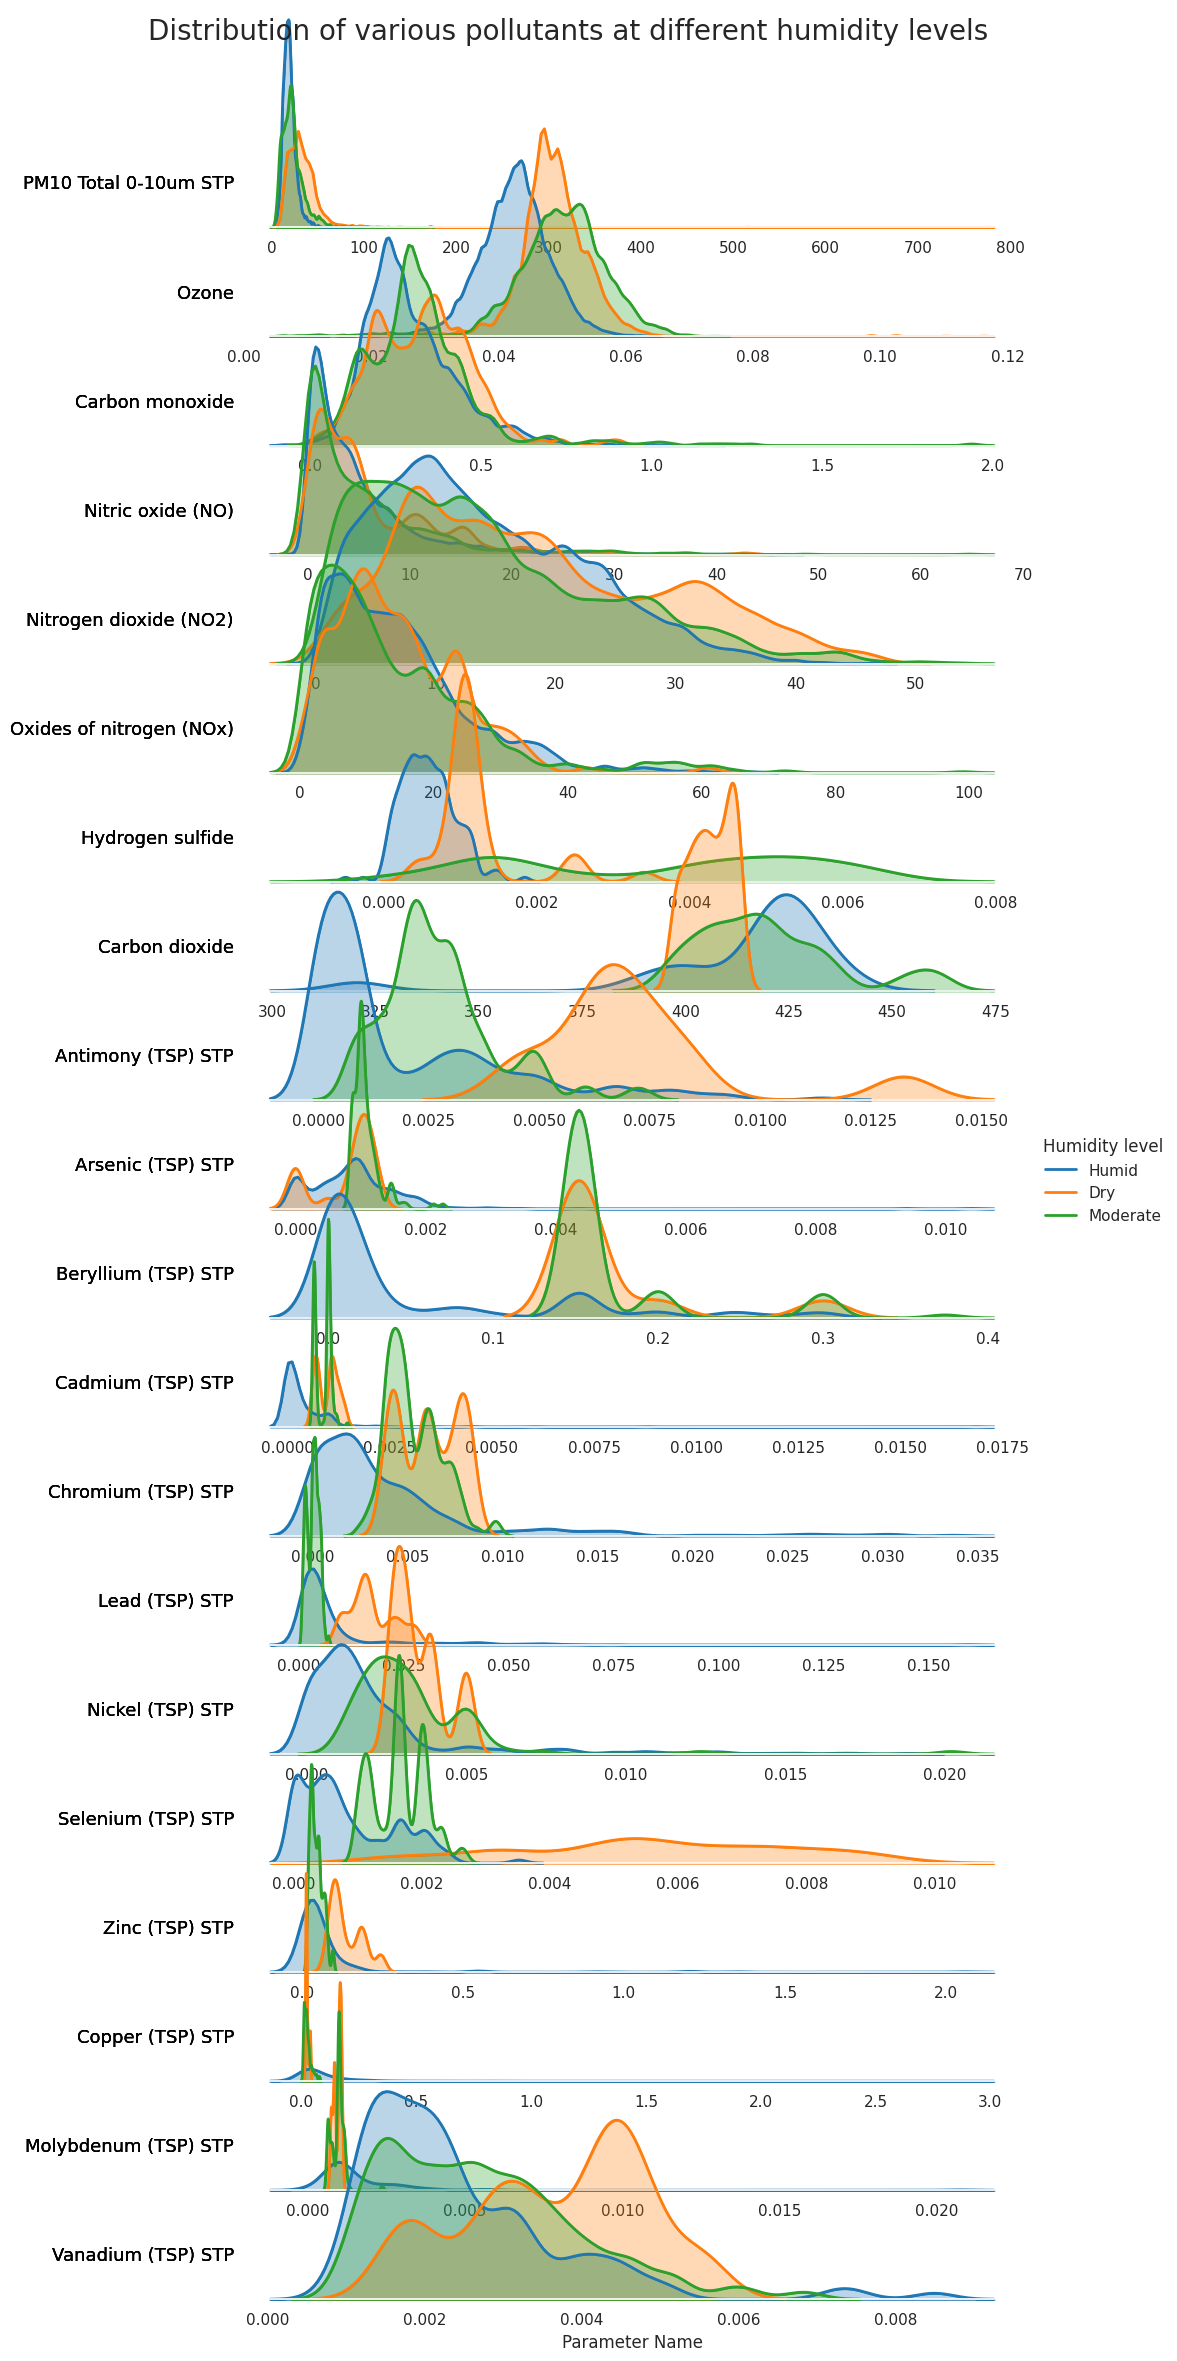 Distribution of various pollutants at different humidity levels
PM10 Total 0-10um STP
0 100 200 300 400 500 600 700 800
Ozone
0.00 0.02 0.04 0.06 0.08 0.10 0.12
Carbon monoxide
0.0 0.5 1.0 1.5 2.0
Nitric oxide (NO)
0 10 20 30 40 50 60 70
Nitrogen dioxide (NO2)
0 10 20 30 40 50
Oxides of nitrogen (NOx)
0 20 40 60 80 100
Hydrogen sulfide
0.000 0.002 0.004 0.006 0.008
Carbon dioxide
300 325 350 375 400 425 450 475
Antimony (TSP) STP
0.0000 0.0025 0.0050 0.0075 0.0100 0.0125 0.0150
Humidity level
Humid
Dry
Moderate
Arsenic (TSP) STP
0.000 0.002 0.004 0.006 0.008 0.010
Beryllium (TSP) STP
0.0 0.1 0.2 0.3 0.4
Cadmium (TSP) STP
0.0000 0.0025 0.0050 0.0075 0.0100 0.0125 0.0150 0.0175
Chromium (TSP) STP
0.000 0.005 0.010 0.015 0.020 0.025 0.030 0.035
Lead (TSP) STP
0.000 0.025 0.050 0.075 0.100 0.125 0.150
Nickel (TSP) STP
0.000 0.005 0.010 0.015 0.020
Selenium (TSP) STP
0.000 0.002 0.004 0.006 0.008 0.010
Zinc (TSP) STP
0.0 0.5 1.0 1.5 2.0
Copper (TSP) STP
0.0 0.5 1.0 1.5 2.0 2.5 3.0
Molybdenum (TSP) STP
0.000 0.005 0.010 0.015 0.020
Vanadium (TSP) STP
0.000 0.002 0.004 0.006 0.008
Parameter Name